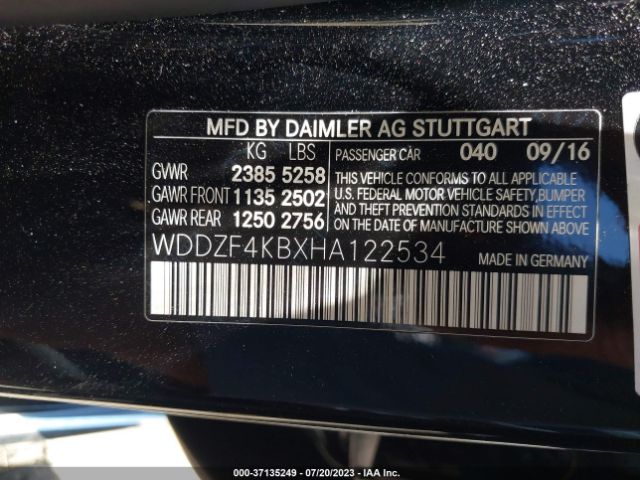 MFD BY DAIMLER AG STUTTGART
KG LBS
GVWR 2385 5258
GAWR FRONT 1135 2502
GAWR REAR 1250 2756
PASSENGER CAR 040 09/16
THIS VEHICLE CONFORMS TO ALL APPLICABLE
U.S. FEDERAL MOTOR VEHICLE SAFETY, BUMPER
AND THEFT PREVENTION STANDARDS IN EFFECT
ON THE DATE OF MANUFACTURE SHOWN ABOVE.
WDDZF4KBXHA122534 MADE IN GERMANY
000-37135249 - 07/20/2023 - IAAI.COM